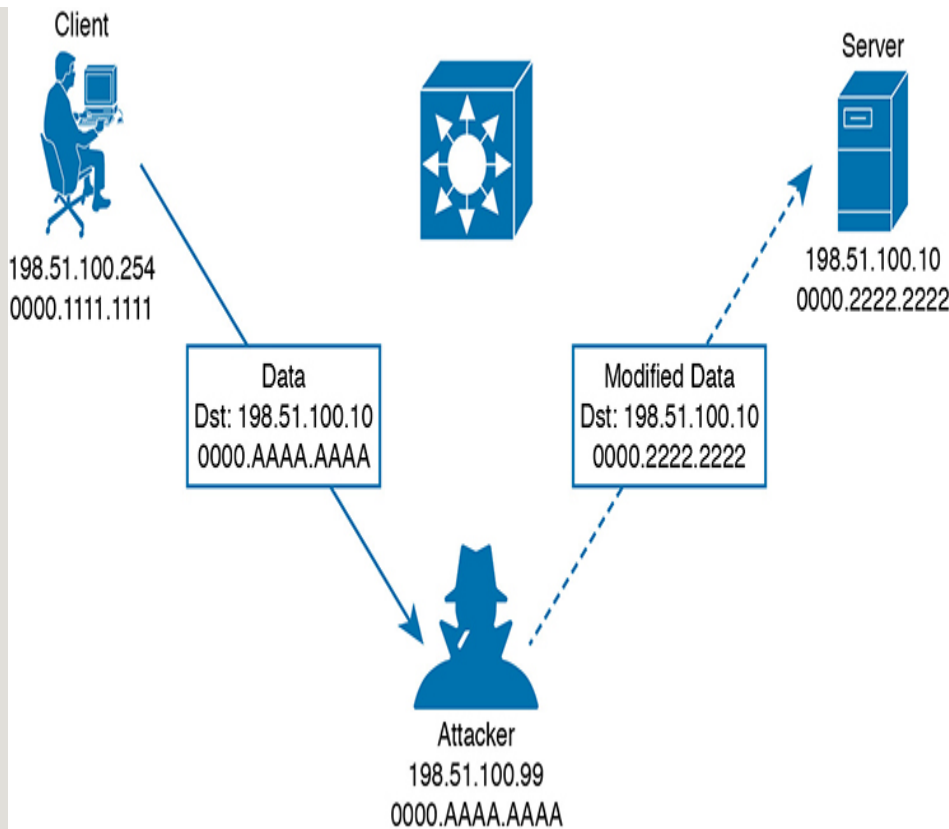 Client
198.51.100.254
0000.1111.1111
Server
198.51.100.10
0000.2222.2222
Data
Dst: 198.51.100.10
0000.AAAA.AAAA
Modified Data
Dst: 198.51.100.10
0000.2222.2222
Attacker
198.51.100.99
0000.AAAA.AAAA